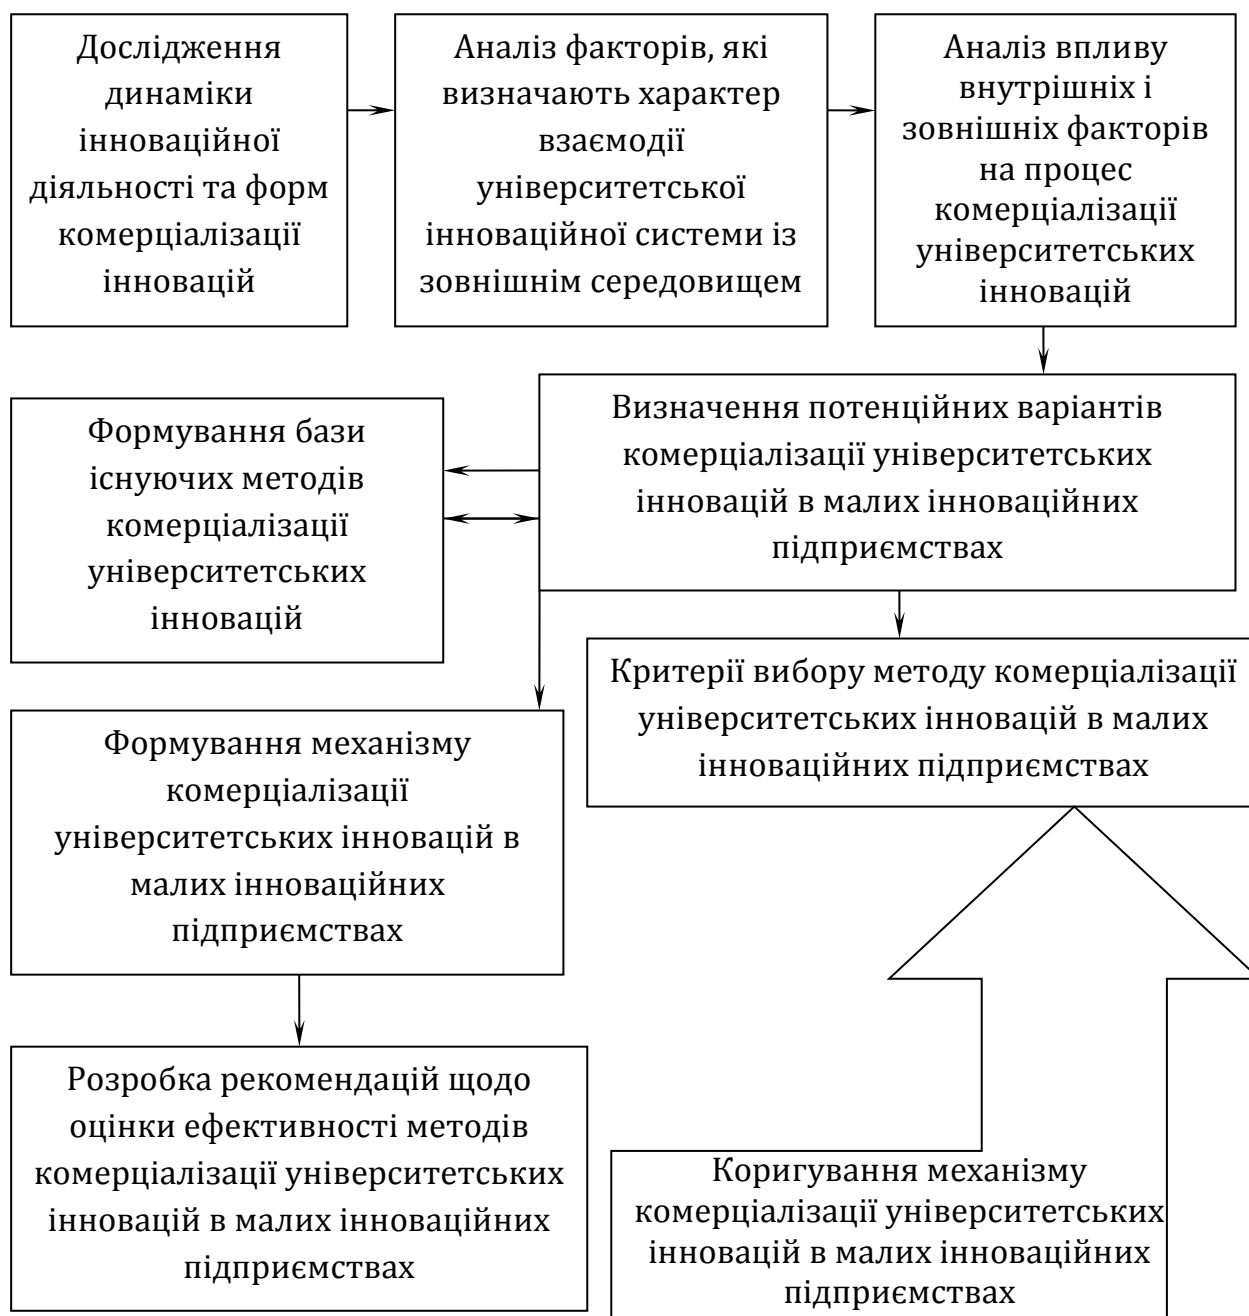 Дослідження
динаміки
інноваційної
діяльності та форм
комерціалізації
інновацій
Аналіз факторів, які
визначають характер
взаємодії
університетської
інноваційної системи із
зовнішнім середовищем
Аналіз впливу
внутрішніх і
зовнішніх факторів
на процес
комерціалізації
університетських
інновацій
Визначення потенційних варіантів
комерціалізації університетських
інновацій в малих інноваційних
підприємствах
Формування бази
існуючих методів
комерціалізації
університетських
інновацій
Критерії вибору методу комерціалізації
університетських інновацій в малих
інноваційних підприємствах
Формування механізму
комерціалізації
університетських інновацій в
малих інноваційних
підприємствах
Розробка рекомендацій щодо
оцінки ефективності методів
комерціалізації університетських
інновацій в малих інноваційних
підприємствах
Коригування механізму
комерціалізації університетських
інновацій в малих інноваційних
підприємствах